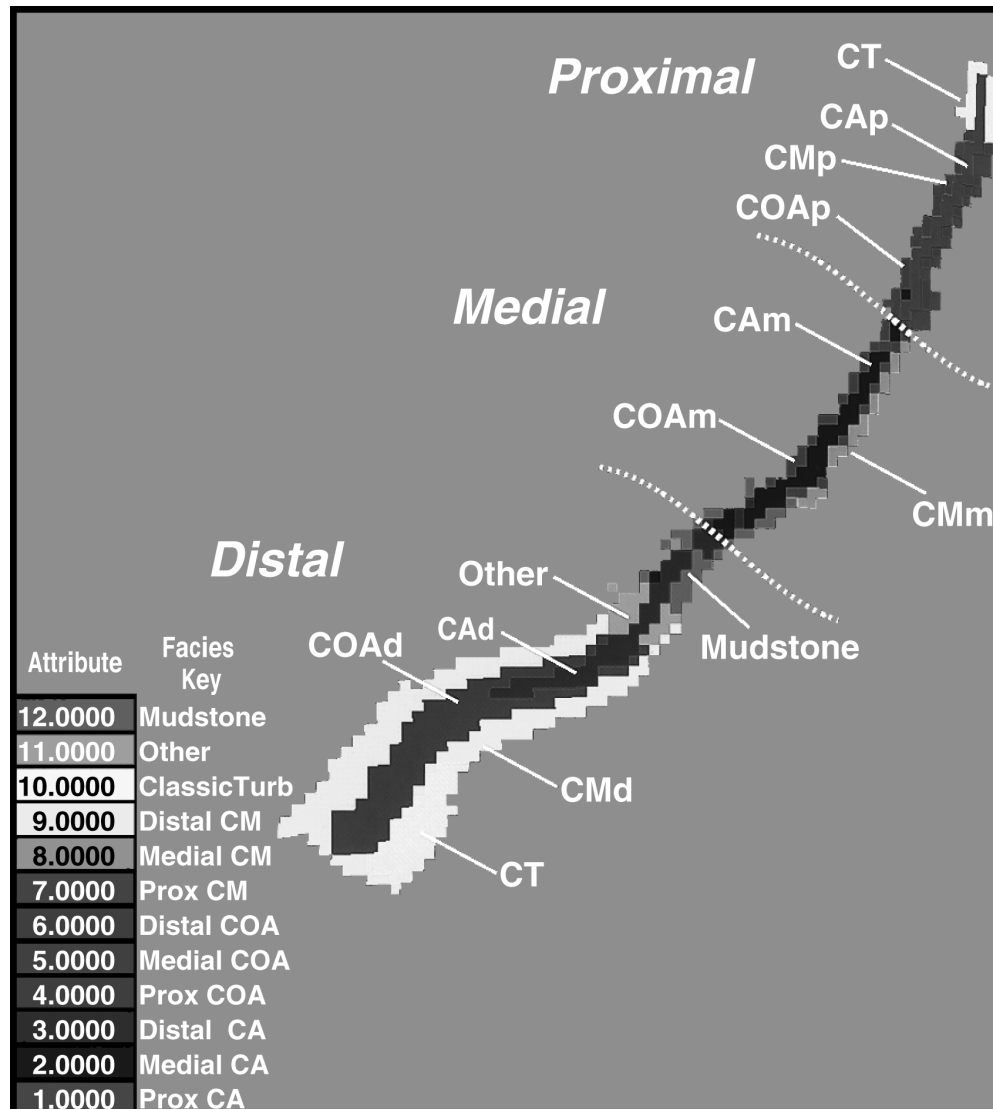 CT
Proximal
CAp
CMp
COAp
Medial
CAm
COAm
CMm
Distal
Other
CAd
COAd
Mudstone
CMd
CT
Attribute Facies Key
12.0000 Mudstone
11.0000 Other
10.0000 ClassicTurb
9.0000 Distal CM
8.0000 Medial CM
7.0000 Prox CM
6.0000 Distal COA
5.0000 Medial COA
4.0000 Prox COA
3.0000 Distal CA
2.0000 Medial CA
1.0000 Prox CA